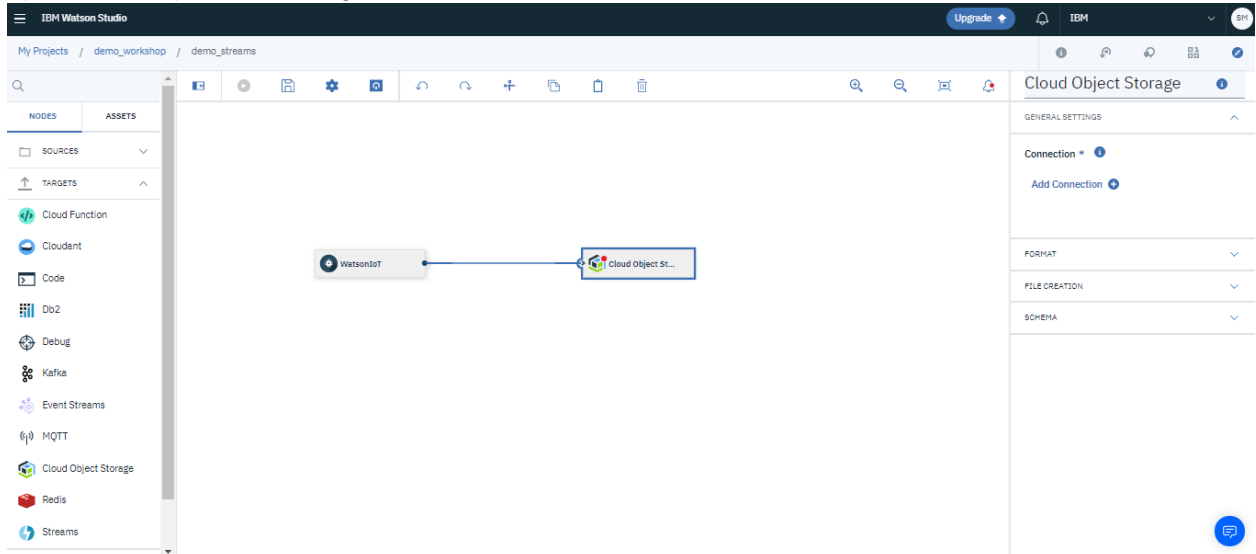 IBM Watson Studio
Upgrade
IBM
SM
My Projects / demo_workshop / demo_streams
Cloud Object Storage
NODES
ASSETS
GENERAL SETTINGS
SOURCES
Connection *
TARGETS
Add Connection
Cloud Function
Cloudant
WatsonIoT
Cloud Object St...
FORMAT
Code
FILE CREATION
Db2
SCHEMA
Debug
Kafka
Event Streams
MQTT
Cloud Object Storage
Redis
Streams